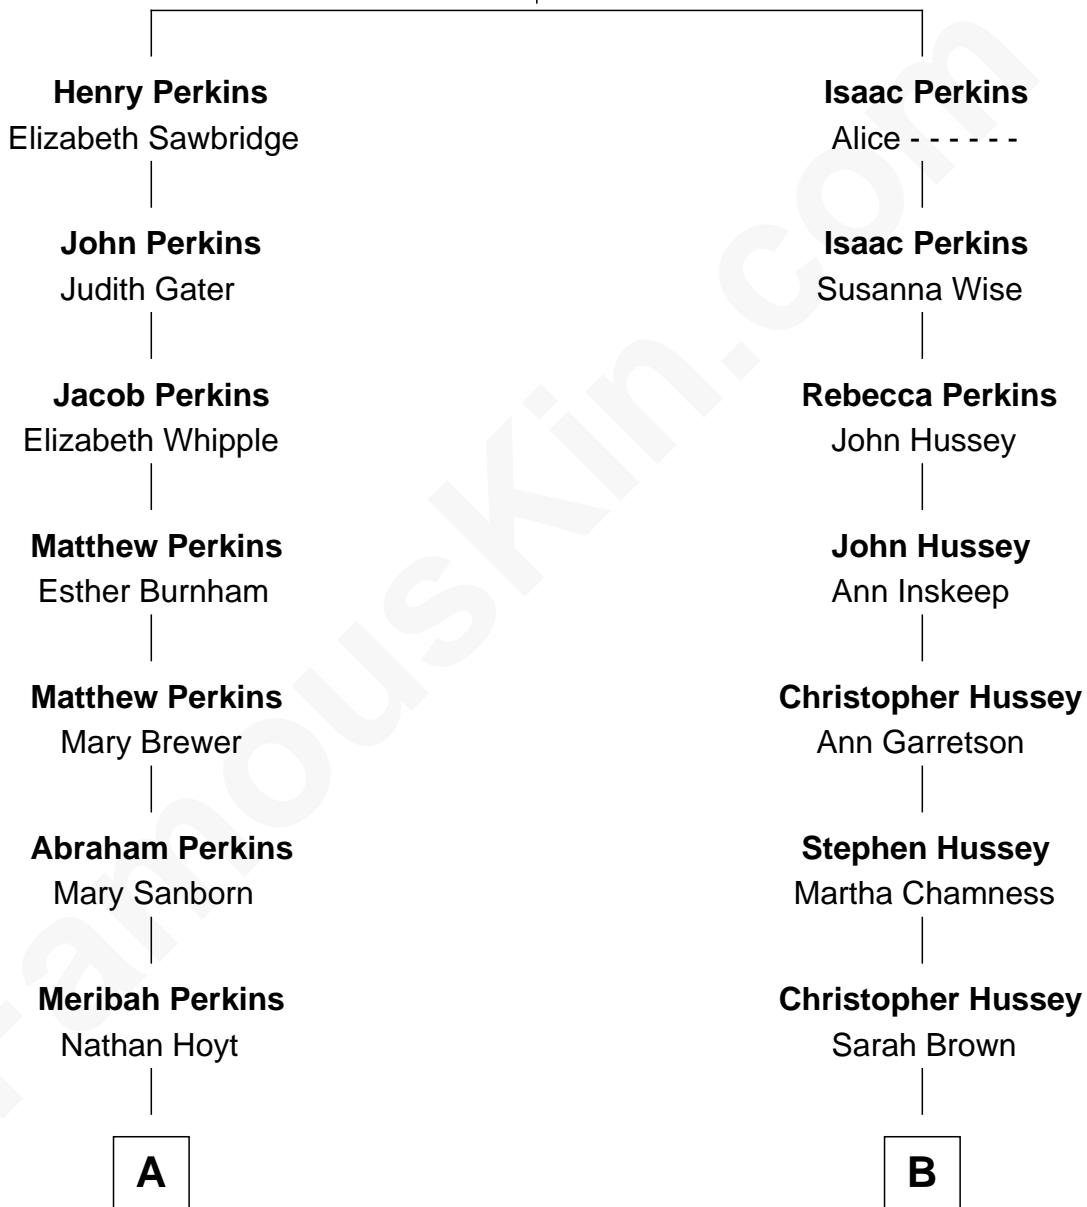 Henry Perkins
Elizabeth Sawbridge
John Perkins
Judith Gater
Jacob Perkins
Elizabeth Whipple
Matthew Perkins
Esther Burnham
Matthew Perkins
Mary Brewer
Abraham Perkins
Mary Sanborn
Meribah Perkins
Nathan Hoyt
A
Isaac Perkins
Alice - - - - - -
Isaac Perkins
Susanna Wise
Rebecca Perkins
John Hussey
John Hussey
Ann Inskeep
Christopher Hussey
Ann Garretson
Stephen Hussey
Martha Chamness
Christopher Hussey
Sarah Brown
B
FamousKin.com